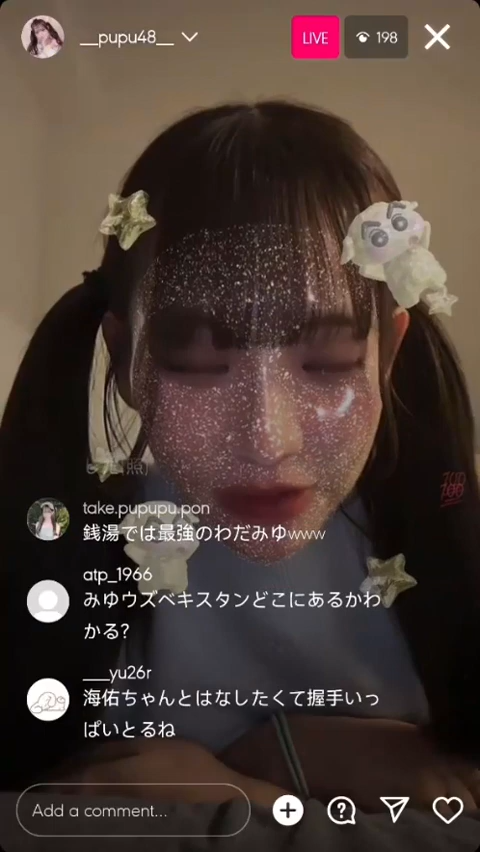 __pupu48__
LIVE
198
take.pupupu.pon
銭湯では最強のわだみゆwww
atp_1966
みゆウズベキスタンどこにあるかわ
かる?
___yu26r
海佑ちゃんとはなしたくて握手いっ
ぱいとるね
Add a comment...